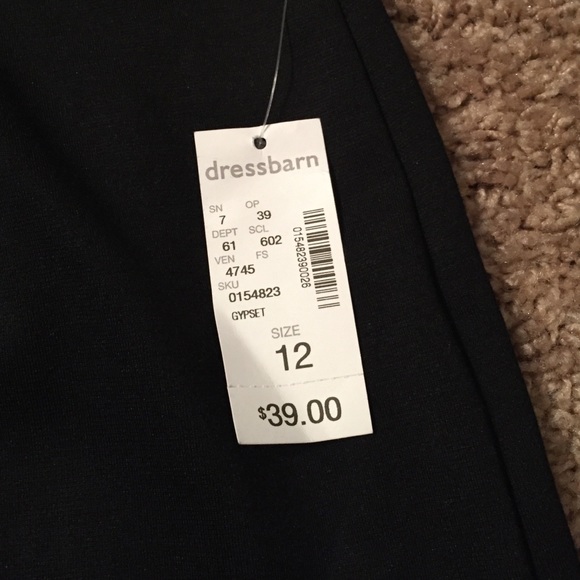 dressbarn
SN OP
7 39
DEPT SCL
61 602
VEN FS
4745
SKU
0154823
GYPSET
015482390026
SIZE
12
$39.00